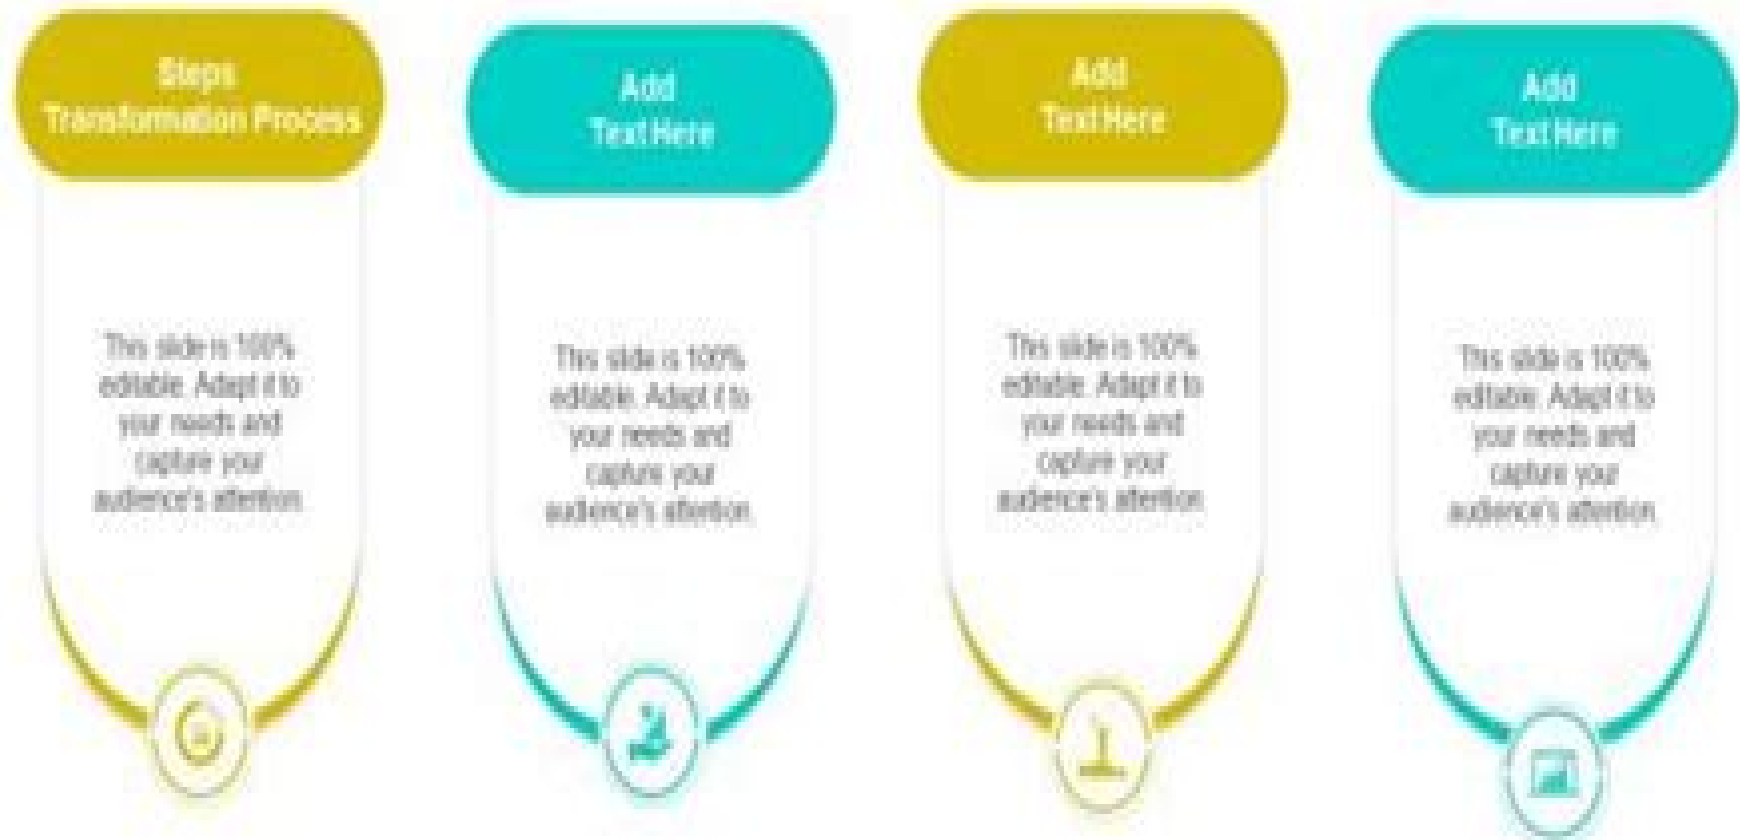 Steps
Transformation Process
This slide is 100%
editable. Adapt it to
your needs and
capture your
audience's attention.
Add
Text Here
This slide is 100%
editable. Adapt it to
your needs and
capture your
audience's attention.
Add
Text Here
This slide is 100%
editable. Adapt it to
your needs and
capture your
audience's attention.
Add
Text Here
This slide is 100%
editable. Adapt it to
your needs and
capture your
audience's attention.